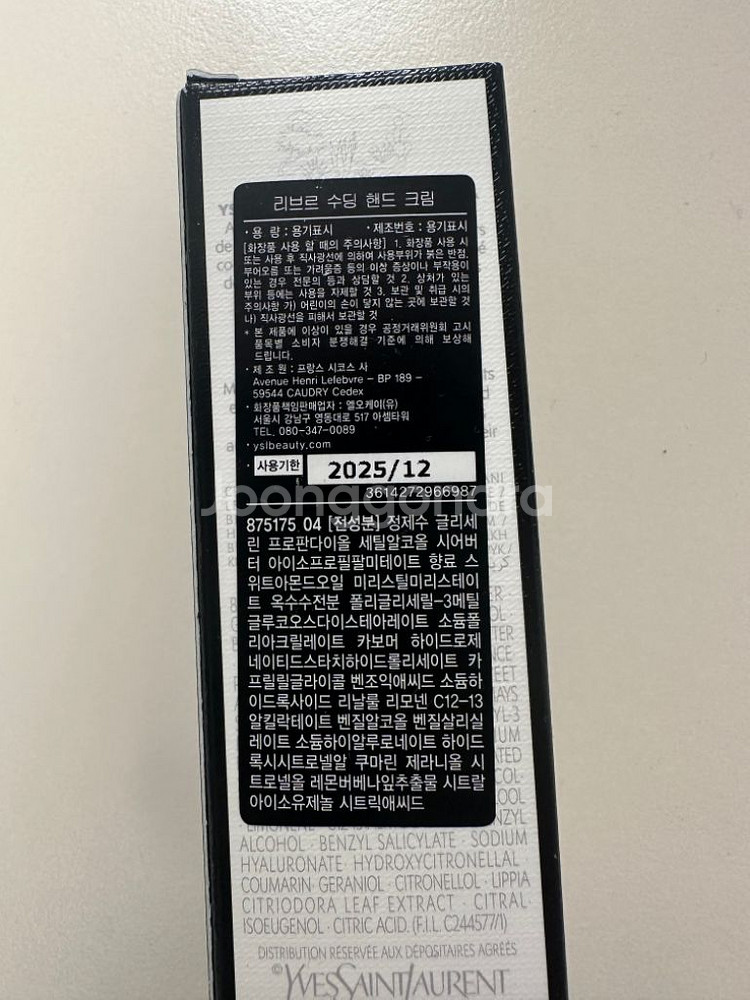 리브르 수딩 핸드 크림
· 용 량 : 용기표시 · 제조번호 : 용기표시
[화장품 사용 할 때의 주의사항] 1. 화장품 사용 시
또는 사용 후 직사광선에 의하여 사용부위가 붉은 반점,
부어오름 또는 가려움증 등의 이상 증상이나 부작용이
있는 경우 전문의 등과 상담할 것 2. 상처가 있는
부위 등에는 사용을 자제할 것 3. 보관 및 취급 시의
주의사항 가) 어린이의 손이 닿지 않는 곳에 보관할 것
나) 직사광선을 피해서 보관할 것
* 본 제품에 이상이 있을 경우 공정거래위원회 고시
품목별 소비자 분쟁해결 기준에 의해 보상해
드립니다.
· 제 조 원 : 프랑스 시코스 사
Avenue Henri Lefebvre – BP 189 –
59544 CAUDRY Cedex
· 화장품책임판매업자 : 엘오케이(유)
서울시 강남구 영동대로 517 아셈타워
TEL. 080-347-0089
· yslbeauty.com
· 사용기한 2025/12
3614272966987
joonggonara
875175 04 [전성분] 정제수 글리세
린 프로판다이올 세틸알코올 시어버
터 아이소프로필팔미테이트 향료 스
위트아몬드오일 미리스틸미리스테이
트 옥수수전분 폴리글리세릴-3메틸
글루코오스다이스테아레이트 소듐폴
리아크릴레이트 카보머 하이드로제
네이티드스타치하이드롤리세이트 카
프릴릴글라이콜 벤조익애씨드 소듐하
이드록사이드 리날룰 리모넨 C12-13
알킬락테이트 벤질알코올 벤질살리실
레이트 소듐하이알루로네이트 하이드
록시시트로넬알 쿠마린 제라니올 시
트로넬올 레몬버베나잎추출물 시트랄
아이소유제놀 시트릭애씨드
ALCOHOL · BENZYL SALICYLATE · SODIUM
HYALURONATE · HYDROXYCITRONELLAL ·
COUMARIN · GERANIOL · CITRONELLOL · LIPPIA
CITRIODORA LEAF EXTRACT · CITRAL ·
ISOEUGENOL · CITRIC ACID. (F.I.L. C244577/1)
DISTRIBUTION RÉSERVÉE AUX DÉPOSITAIRES AGRÉÉS
©YVESSAINTLAURENT